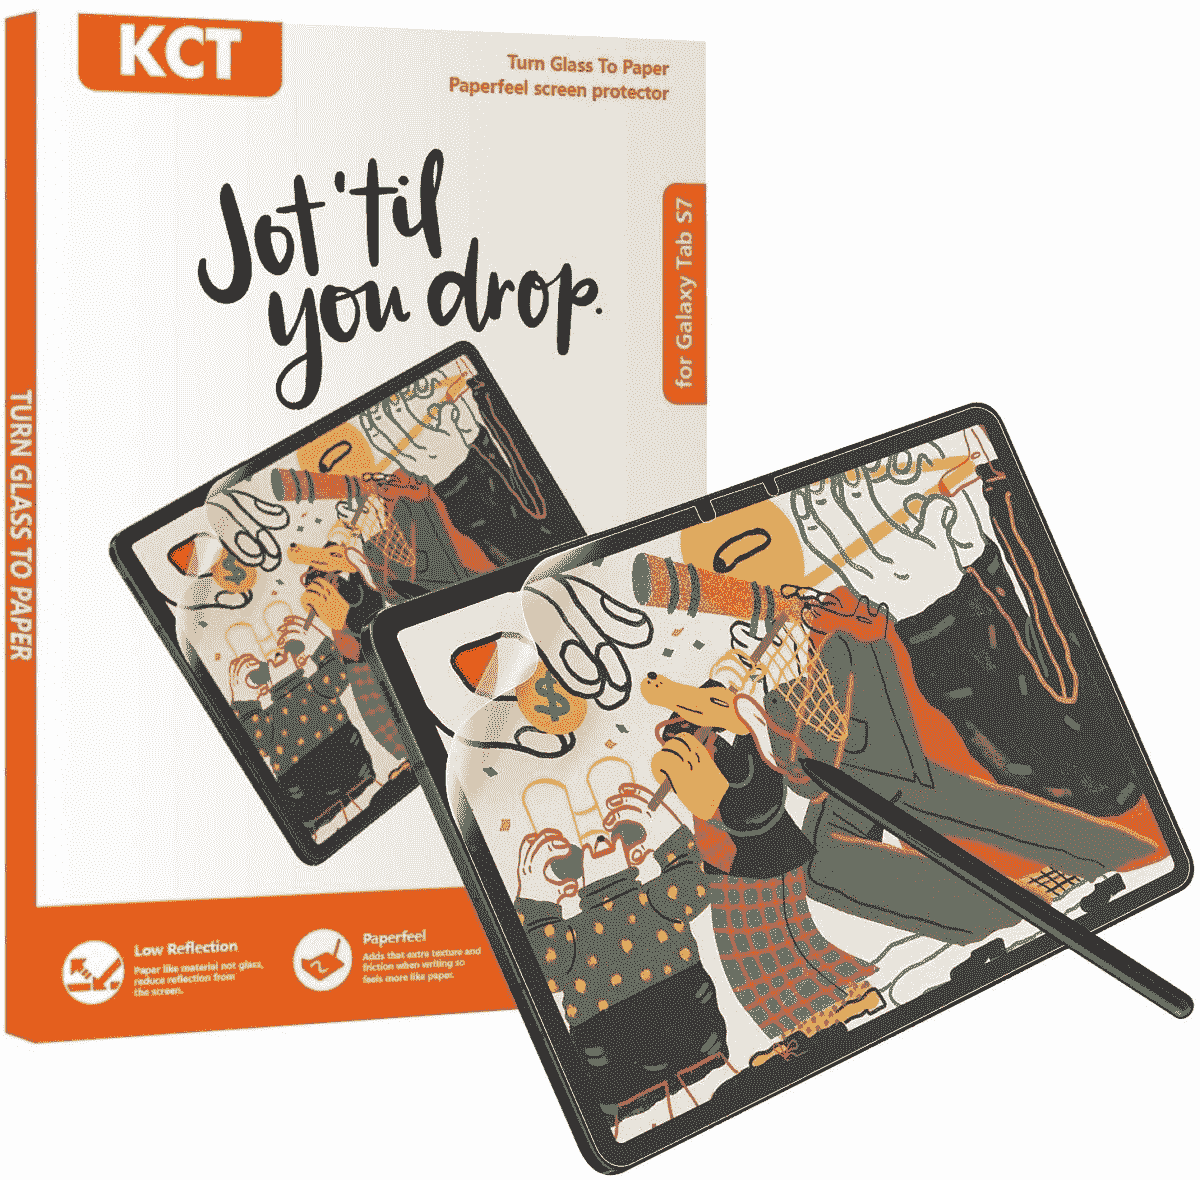 KCT
Turn Glass To Paper
Paperfeel screen protector
Jot 'til
you drop.
for Galaxy Tab S7
TURN GLASS TO PAPER
Low Reflection
Paper like material not glass,
reduce reflection from
the screen.
Paperfeel
Adds that extra texture and
friction when writing so
feels more like paper.
$